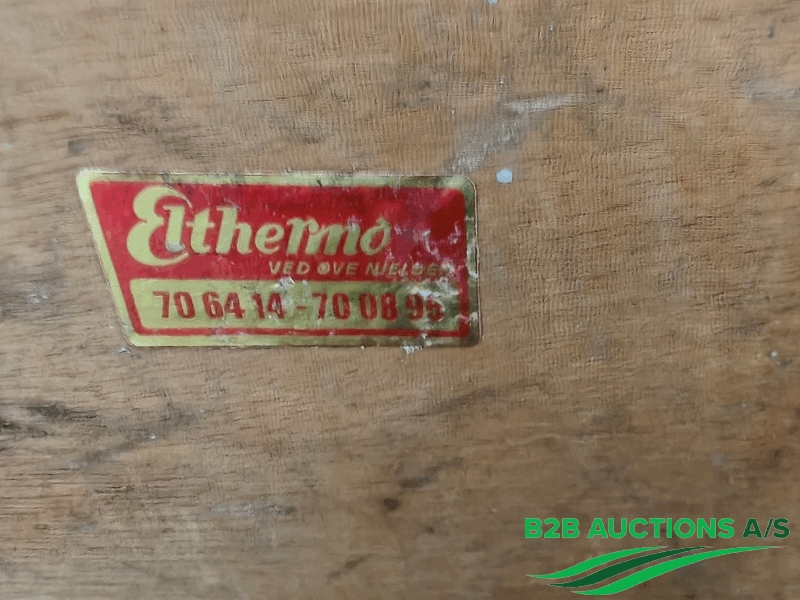 Elthermo
VED OVE NIELSEN
70 64 14 - 70 08 95
B2B AUCTIONS A/S